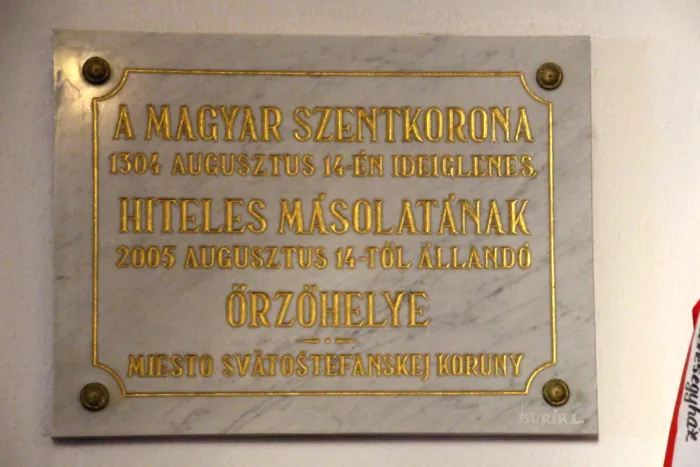 A MAGYAR SZENTKORONA
1304 AUGUSZTUS 14-ÉN IDEIGLENES,
HITELES MÁSOLATÁNAK
2005 AUGUSZTUS 14-TŐL ÁLLANDÓ
ŐRZŐHELYE
MIESTO SVÄTOŠTEFANSKEJ KORUNY
BURIK L.